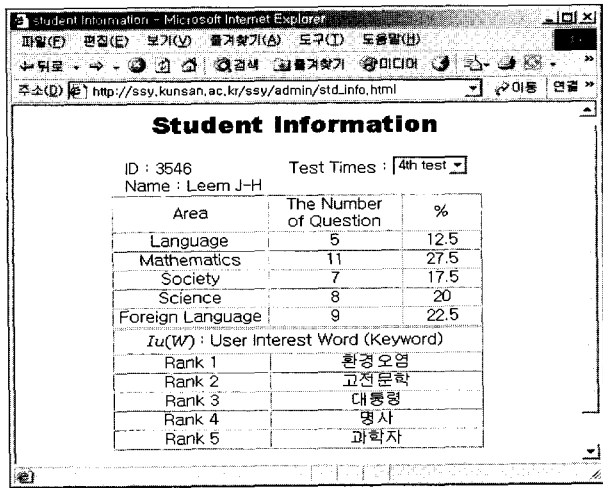 student Information - Microsoft Internet Explorer
파일(F) 편집(E) 보기(V) 즐겨찾기(A) 도구(T) 도움말(H)
뒤로 검색 즐겨찾기 미디어 »
주소(D) http://ssy.kunsan.ac.kr/ssy/admin/std_info.html 이동 연결 »
Student Information
ID : 3546 Test Times : 4th test
Name : Leem J-H
Area The Number of Question %
Language 5 12.5
Mathematics 11 27.5
Society 7 17.5
Science 8 20
Foreign Language 9 22.5
Iu(W) : User Interest Word (Keyword)
Rank 1 환경오염
Rank 2 고전문학
Rank 3 대통령
Rank 4 명사
Rank 5 과학자